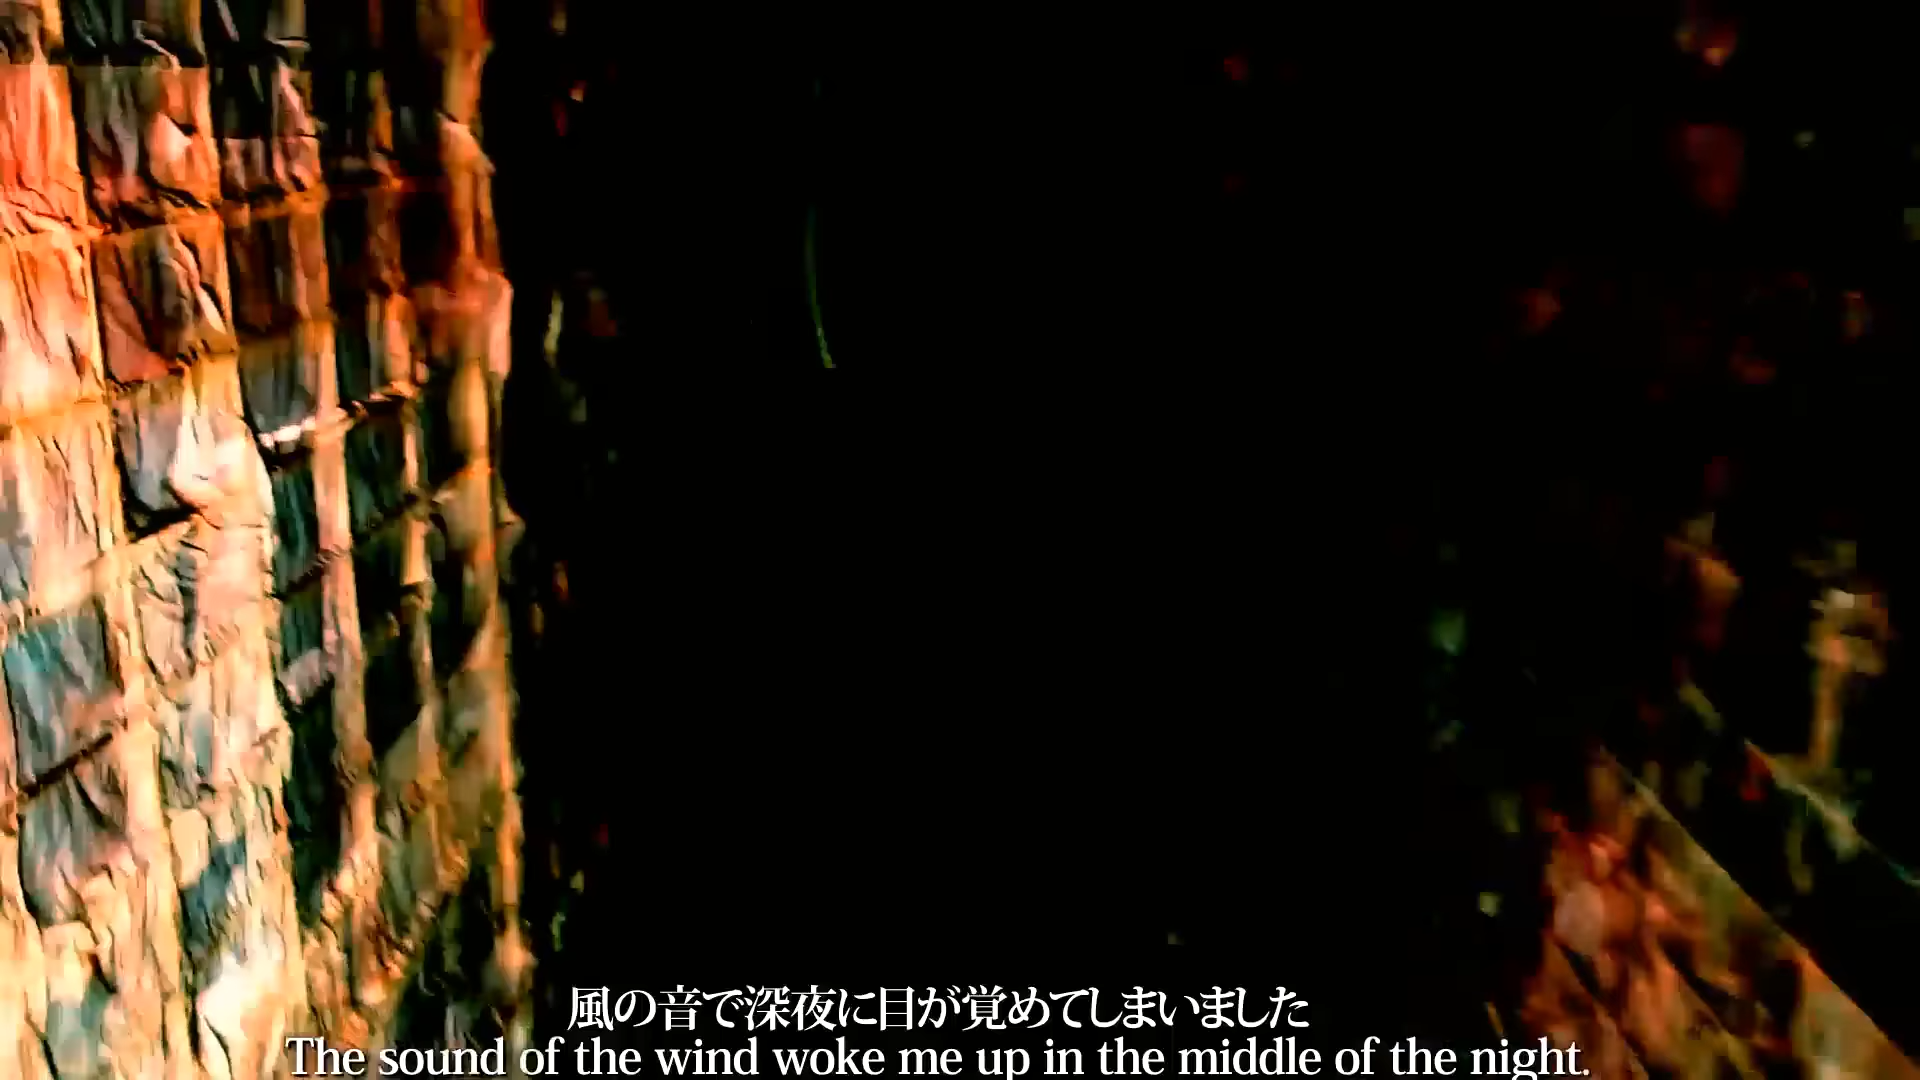 風の音で深夜に目が覚めてしまいました
The sound of the wind woke me up in the middle of the night.